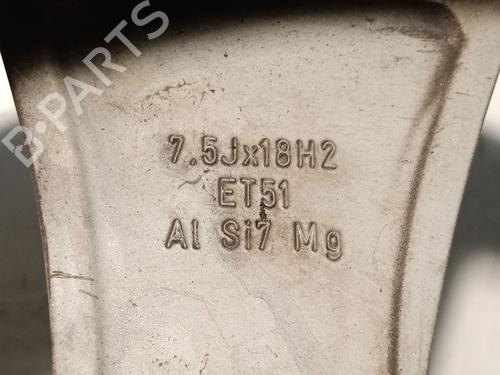 B-PARTS
7.5Jx18H2
ET51
Al Si7 Mg